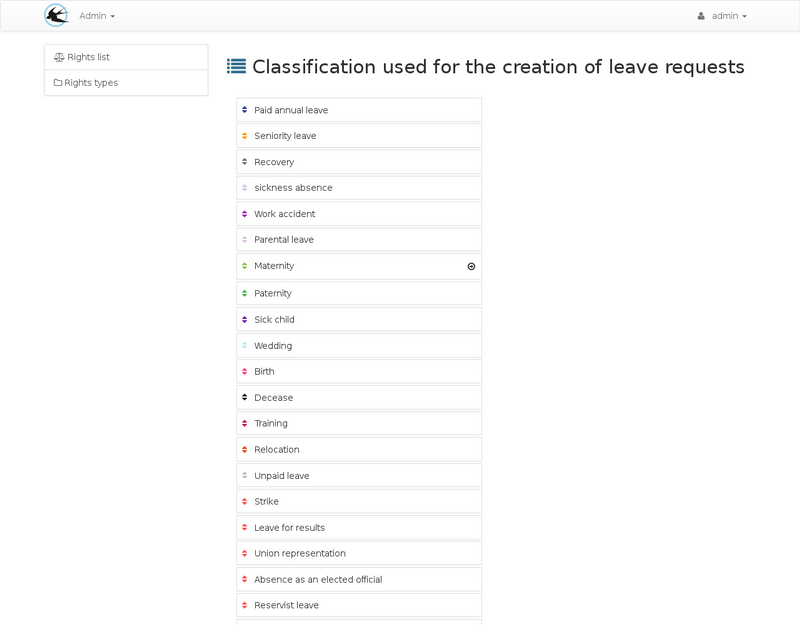 Admin
admin
Rights list
Rights types
Classification used for the creation of leave requests
Paid annual leave
Seniority leave
Recovery
sickness absence
Work accident
Parental leave
Maternity
Paternity
Sick child
Wedding
Birth
Decease
Training
Relocation
Unpaid leave
Strike
Leave for results
Union representation
Absence as an elected official
Reservist leave